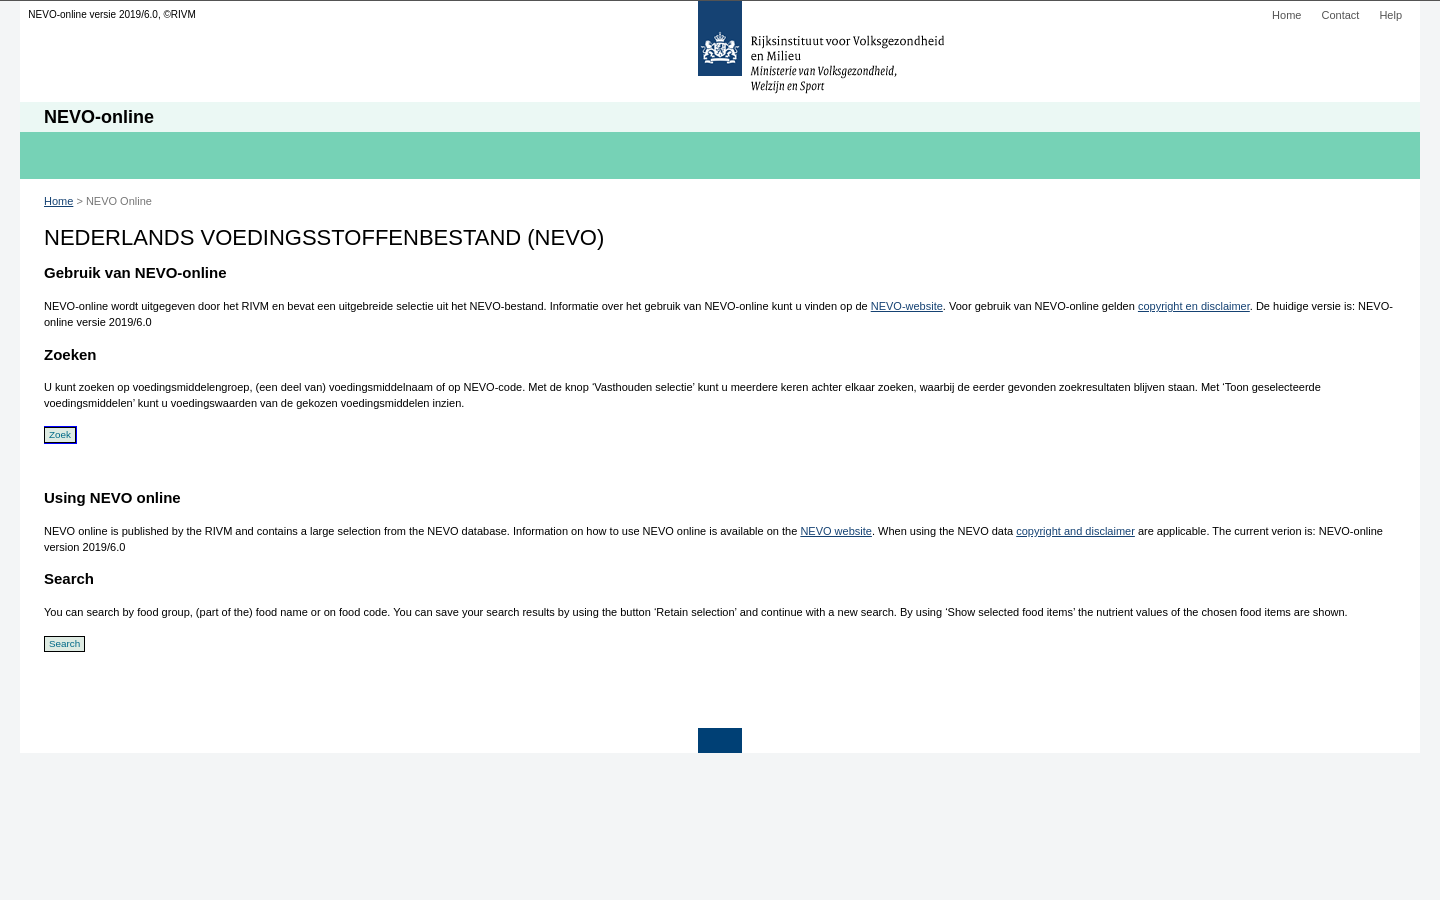 NEVO-online versie 2019/6.0, ©RIVM
Home Contact Help
Rijksinstituut voor Volksgezondheid
en Milieu
Ministerie van Volksgezondheid,
Welzijn en Sport
NEVO-online
Home > NEVO Online
NEDERLANDS VOEDINGSSTOFFENBESTAND (NEVO)
Gebruik van NEVO-online
NEVO-online wordt uitgegeven door het RIVM en bevat een uitgebreide selectie uit het NEVO-bestand. Informatie over het gebruik van NEVO-online kunt u vinden op de NEVO-website. Voor gebruik van NEVO-online gelden copyright en disclaimer. De huidige versie is: NEVO-
online versie 2019/6.0
Zoeken
U kunt zoeken op voedingsmiddelengroep, (een deel van) voedingsmiddelnaam of op NEVO-code. Met de knop ‘Vasthouden selectie’ kunt u meerdere keren achter elkaar zoeken, waarbij de eerder gevonden zoekresultaten blijven staan. Met ‘Toon geselecteerde
voedingsmiddelen’ kunt u voedingswaarden van de gekozen voedingsmiddelen inzien.
Zoek
Using NEVO online
NEVO online is published by the RIVM and contains a large selection from the NEVO database. Information on how to use NEVO online is available on the NEVO website. When using the NEVO data copyright and disclaimer are applicable. The current verion is: NEVO-online
version 2019/6.0
Search
You can search by food group, (part of the) food name or on food code. You can save your search results by using the button ‘Retain selection’ and continue with a new search. By using ‘Show selected food items’ the nutrient values of the chosen food items are shown.
Search